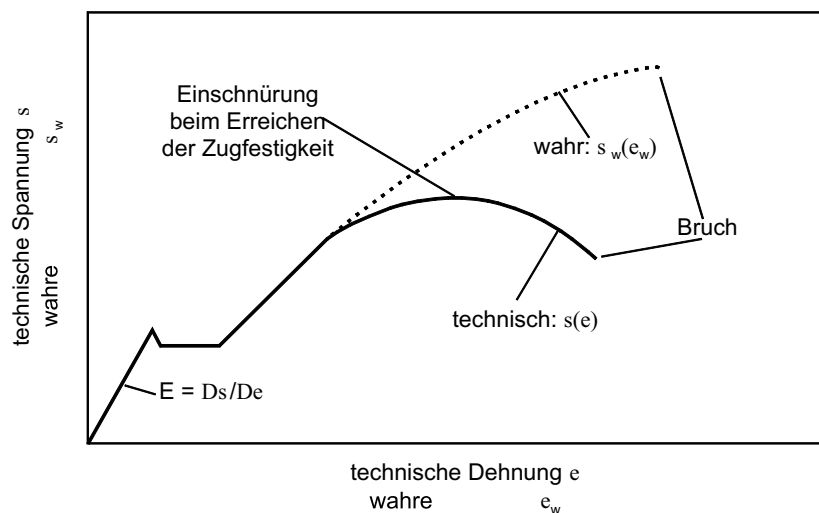 Einschnürung
beim Erreichen
der Zugfestigkeit
wahr: s w(ew)
Bruch
technisch: s(e)
E = Ds/De
technische Spannung s
wahre s w
technische Dehnung e
wahre ew